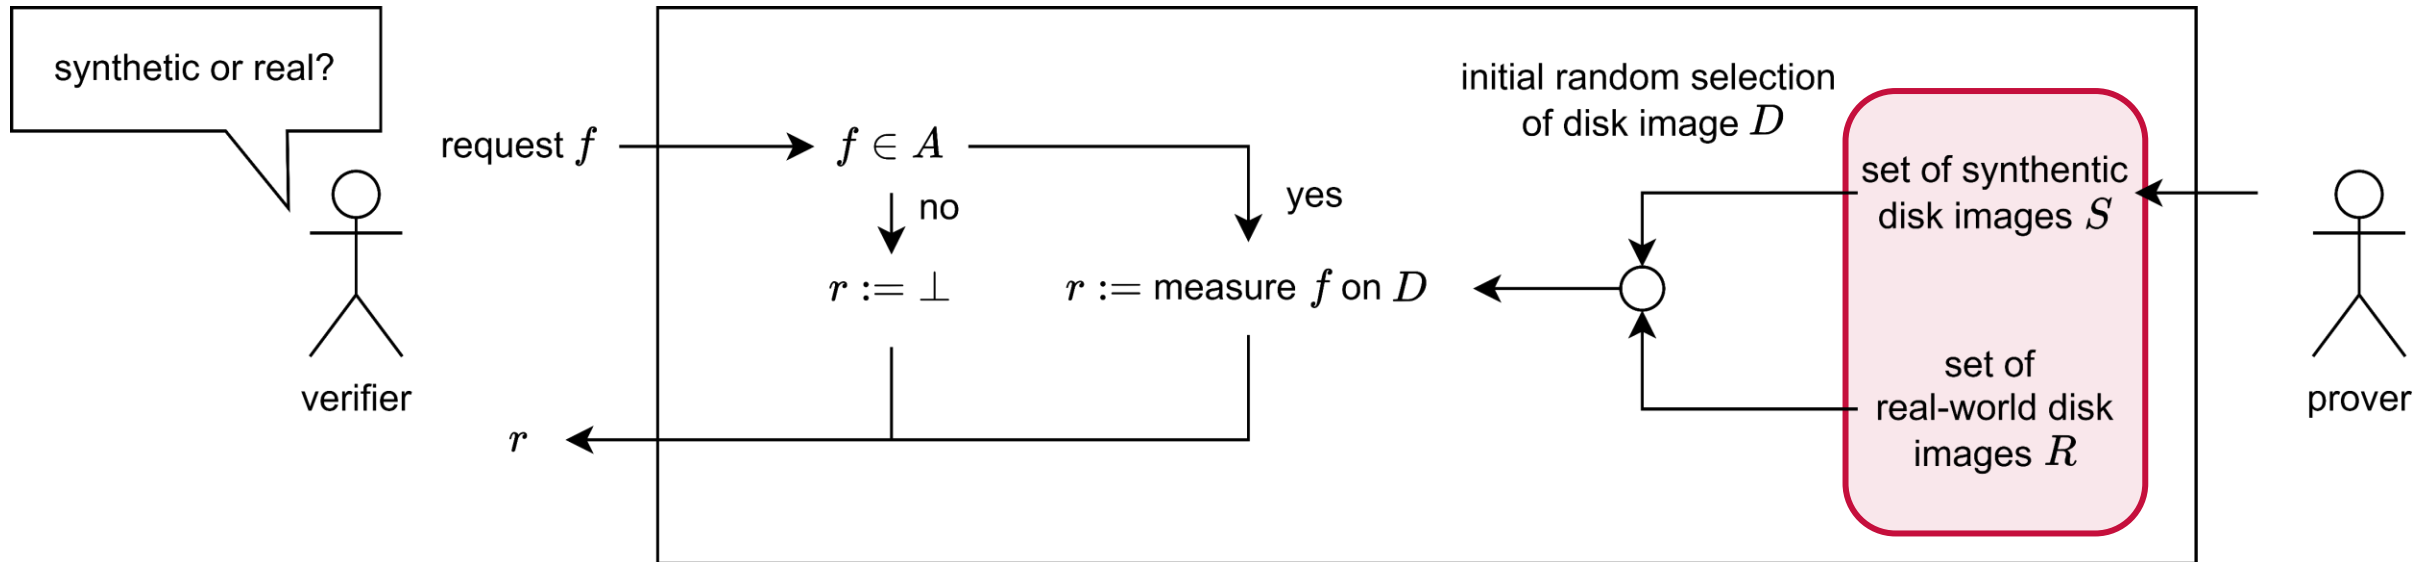 synthetic or real?
verifier
request f
f ∈ A
no
yes
r := ⊥
r := measure f on D
r
initial random selection
of disk image D
set of synthentic
disk images S
set of
real-world disk
images R
prover